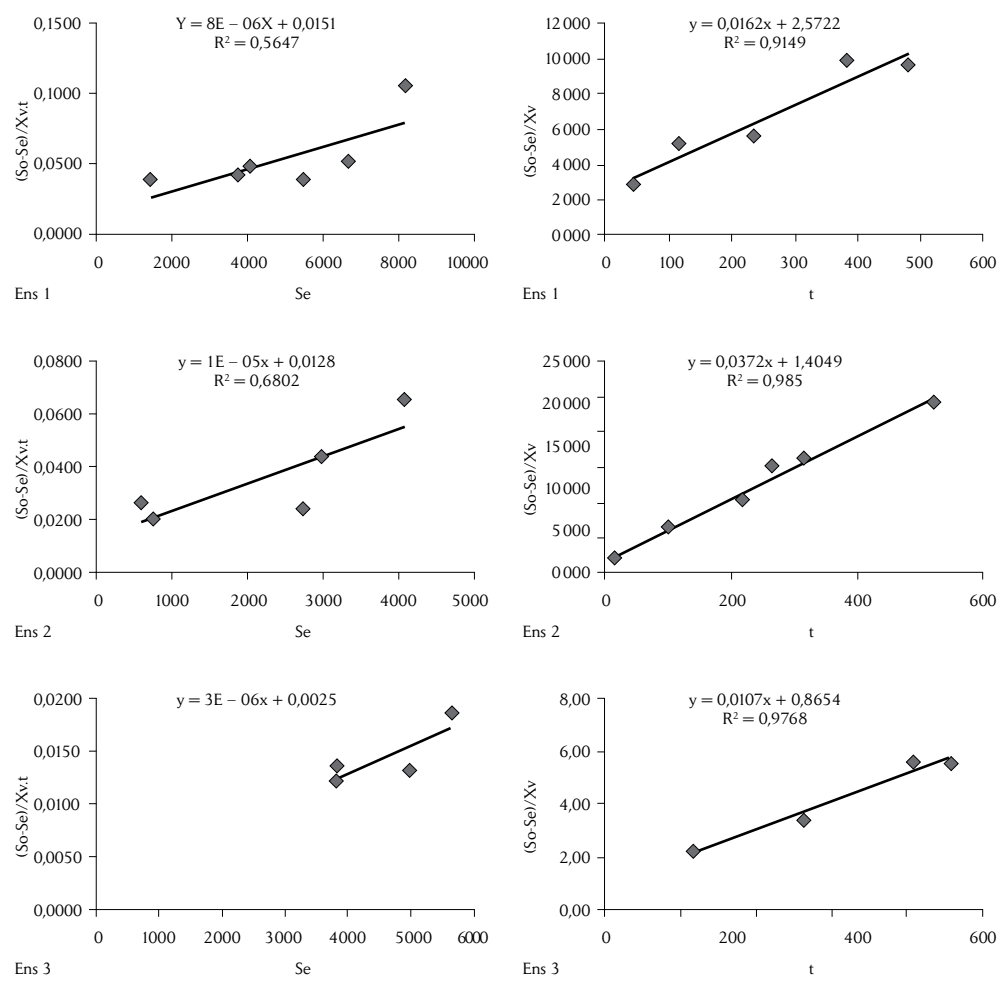 Y = 8E – 06X + 0,0151
R² = 0,5647
(So-Se)/Xv.t
0,1500
0,1000
0,0500
0,0000
0 2000 4000 6000 8000 10000
Ens 1 Se
y = 0,0162x + 2,5722
R² = 0,9149
(So-Se)/Xv
12 000
10 000
8 000
6 000
4 000
2 000
0 000
0 100 200 300 400 500 600
Ens 1 t
y = 1E – 05x + 0,0128
R² = 0,6802
(So-Se)/Xv.t
0,0800
0,0600
0,0400
0,0200
0,0000
0 1000 2000 3000 4000 5000
Ens 2 Se
y = 0,0372x + 1,4049
R² = 0,985
(So-Se)/Xv
25 000
20 000
15 000
10 000
5 000
0 000
0 200 400 600
Ens 2 t
y = 3E – 06x + 0,0025
(So-Se)/Xv.t
0,0200
0,0150
0,0100
0,0050
0,0000
0 1000 2000 3000 4000 5000 6000
Ens 3 Se
y = 0,0107x + 0,8654
R² = 0,9768
(So-Se)/Xv
8,00
6,00
4,00
2,00
0,00
0 200 400 600
Ens 3 t